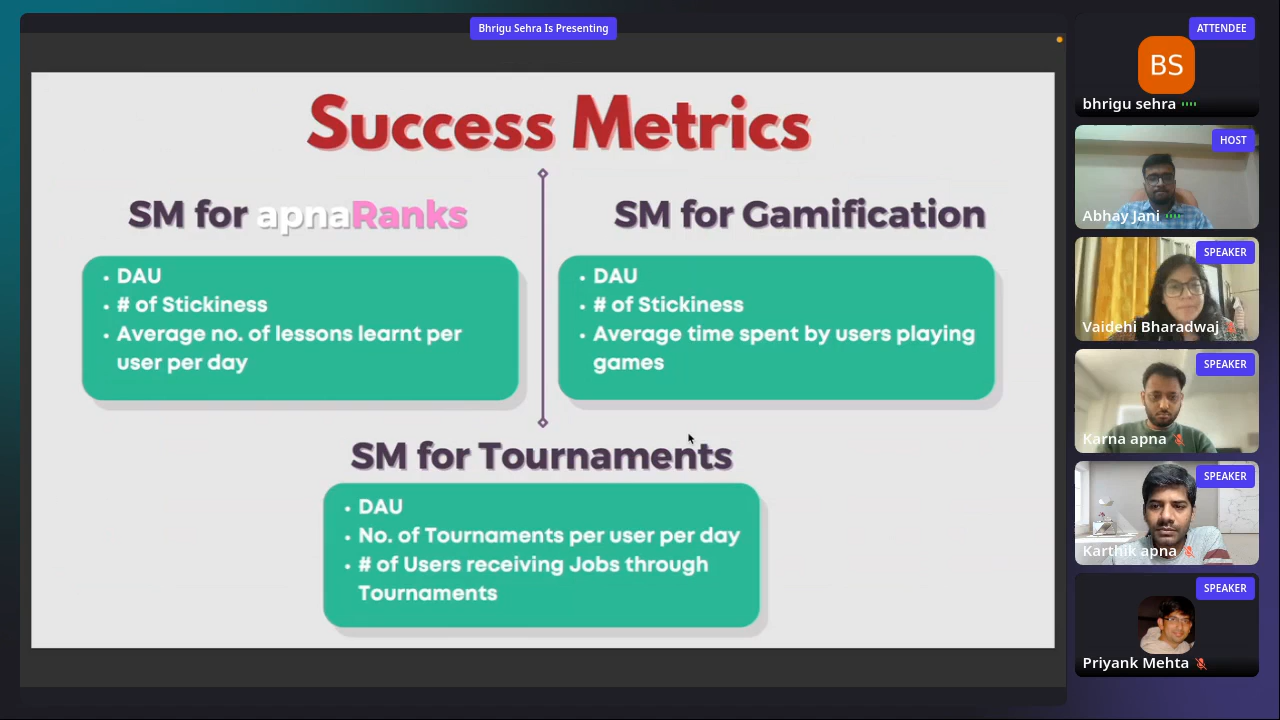 Bhrigu Sehra Is Presenting
Success Metrics
SM for apnaRanks
• DAU
• # of Stickiness
• Average no. of lessons learnt per
user per day
SM for Gamification
• DAU
• # of Stickiness
• Average time spent by users playing
games
SM for Tournaments
• DAU
• No. of Tournaments per user per day
• # of Users receiving Jobs through
Tournaments
ATTENDEE
BS
bhrigu sehra
HOST
Abhay Jani
SPEAKER
Vaidehi Bharadwaj
SPEAKER
Karna apna
SPEAKER
Karthik apna
SPEAKER
Priyank Mehta